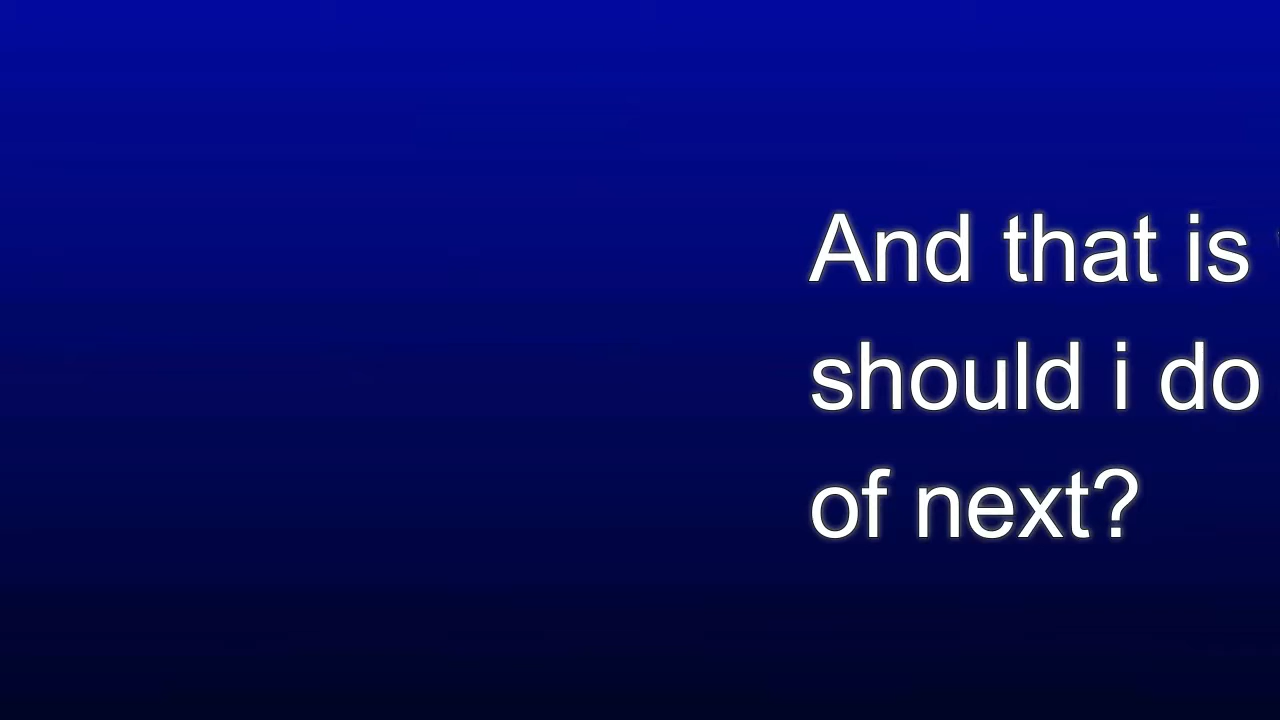 And that is
should i do
of next?